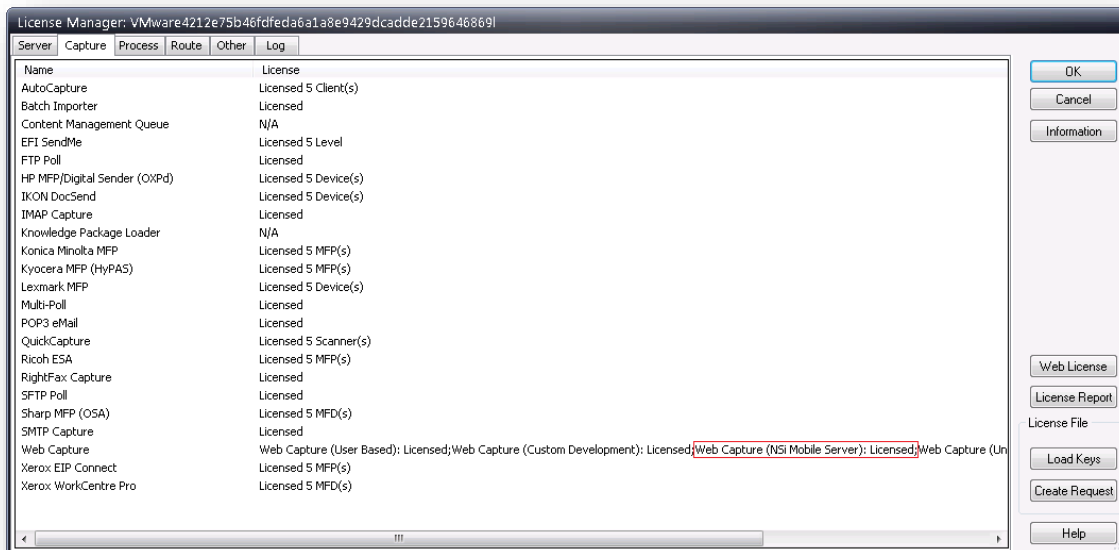 License Manager: VMware4212e75b46fdfeda6a1a8e9429dcadde2159646869l
Server Capture Process Route Other Log
Name License
AutoCapture Licensed 5 Client(s)
Batch Importer Licensed
Content Management Queue N/A
EFI SendMe Licensed 5 Level
FTP Poll Licensed
HP MFP/Digital Sender (OXPd) Licensed 5 Device(s)
IKON DocSend Licensed 5 Device(s)
IMAP Capture Licensed
Knowledge Package Loader N/A
Konica Minolta MFP Licensed 5 MFP(s)
Kyocera MFP (HyPAS) Licensed 5 MFP(s)
Lexmark MFP Licensed 5 Device(s)
Multi-Poll Licensed
POP3 eMail Licensed
QuickCapture Licensed 5 Scanner(s)
Ricoh ESA Licensed 5 MFP(s)
RightFax Capture Licensed
SFTP Poll Licensed
Sharp MFP (OSA) Licensed 5 MFD(s)
SMTP Capture Licensed
Web Capture Web Capture (User Based): Licensed;Web Capture (Custom Development): Licensed;Web Capture (NSi Mobile Server): Licensed;Web Capture (Un
Xerox EIP Connect Licensed 5 MFP(s)
Xerox WorkCentre Pro Licensed 5 MFD(s)
OK
Cancel
Information
Web License
License Report
License File
Load Keys
Create Request
Help